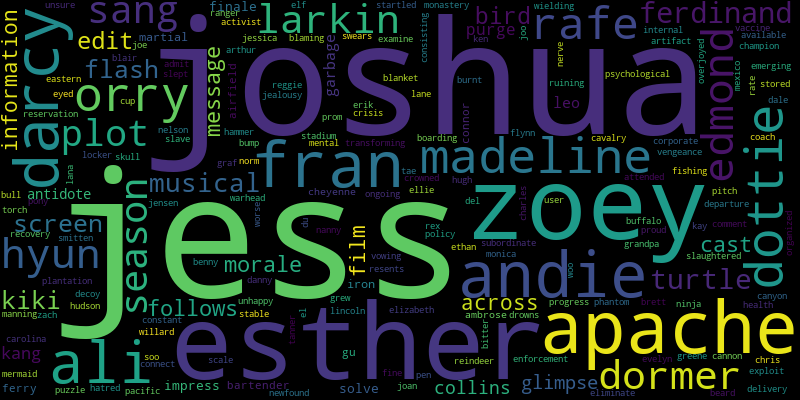 unsure
sang
ranger
activist
finale
elf
startled
monastery
wielding
larkin
bird
rafe
ferdinand
information
darcy
edit
martial
joe
arthur
jessica
blaming
swears
examine
consisting
ken
purge
joo
nerve
internal
artifact
available
champion
vaccine
flash
blair
message
garbage
joshua
overjoyed
emerging
mexico
eastern
eyed
orry
admit
slept
airfield
reggie
jealousy
blanket
lane
burnt
ruining
psychological
leo
rate
stored
reservation
cup
prom
erik
crisis
connor
edmond
dale
plot
nelson
slave
hammer
stadium
mental
transforming
boarding
flynn
cavalry
corporate
vengeance
coach
dottie
locker
skull
bump
norm
fran
madeline
lana
graf
tae
crowned
hugh
attended
fishing
bull
pony
antidote
musical
cheyenne
ongoing
ellie
zoey
user
charles
pitch
torch
jensen
warhead
worse
du
nanny
rex
policy
del
buffalo
departure
comment
organized
screen
recovery
smitten
season
jess
film
ethan
subordinate
monica
grandpa
proud
kay
cast
slaughtered
hyun
benny
danny
morale
vowing
resents
andie
woo
turtle
plantation
decoy
iron
canyon
kiki
hudson
follows
unhappy
grew
across
progress
phantom
brett
ninja
health
manning
zach
constant
stable
lincoln
el
elizabeth
ambrose
drowns
apache
carolina
willard
esther
tanner
bitter
evelyn
greene
cannon
chris
kang
ali
soo
connect
scale
gu
reindeer
enforcement
exploit
mermaid
puzzle
hatred
pacific
fine
dormer
ferry
impress
bartender
newfound
solve
joan
pen
collins
glimpse
eliminate
beard
delivery